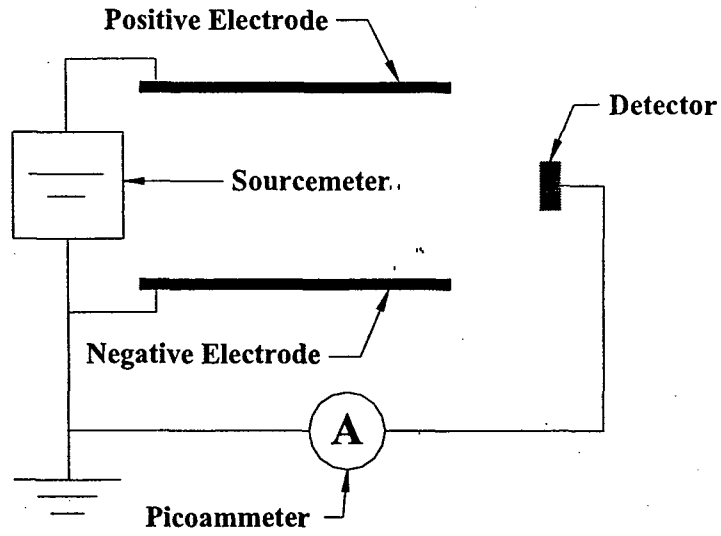 Positive Electrode
Detector
Sourcemeter
Negative Electrode
A
Picoammeter